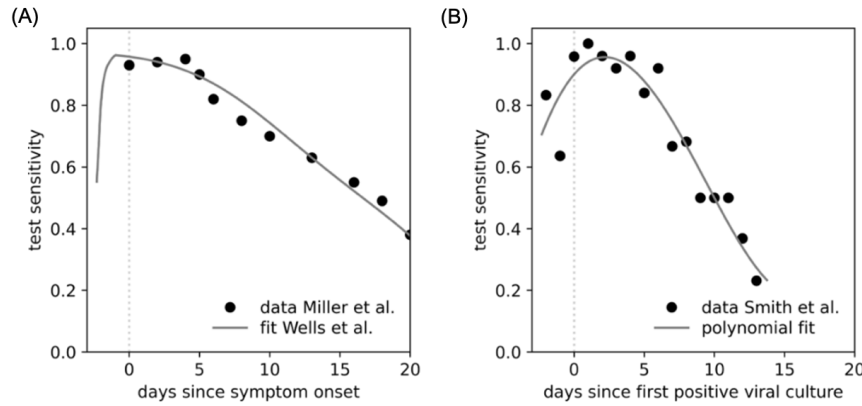 (A)
1.0
0.8
0.6
0.4
0.2
0.0
test sensitivity
data Miller et al.
fit Wells et al.
0 5 10 15 20
days since symptom onset
(B)
1.0
0.8
0.6
0.4
0.2
0.0
test sensitivity
data Smith et al.
polynomial fit
0 5 10 15 20
days since first positive viral culture